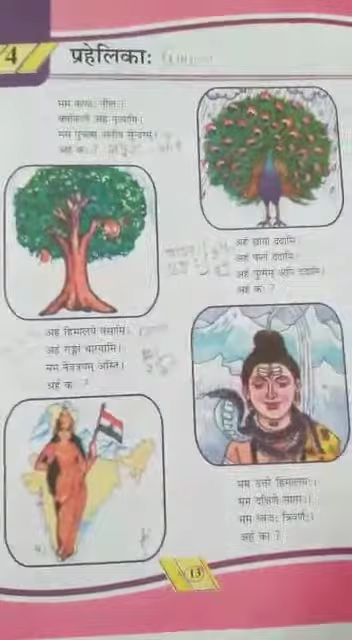 4
प्रहेलिकाः
मम कण्ठः नीलः।
वर्षाकाले अहं नृत्यामि।
मम पुच्छम् अतीव सुन्दरम्।
अहं कः ?
अहं छायां ददामि।
अहं फलं ददामि।
अहं पुष्पम् अपि ददामि।
अहं कः ?
अहं हिमालये वसामि।
अहं गङ्गां धारयामि।
मम नेत्रत्रयम् अस्ति।
अहं कः ?
मम उत्तरे हिमालयः।
मम दक्षिणे सागरः।
मम ध्वजः त्रिवर्णः।
अहं का ?
13